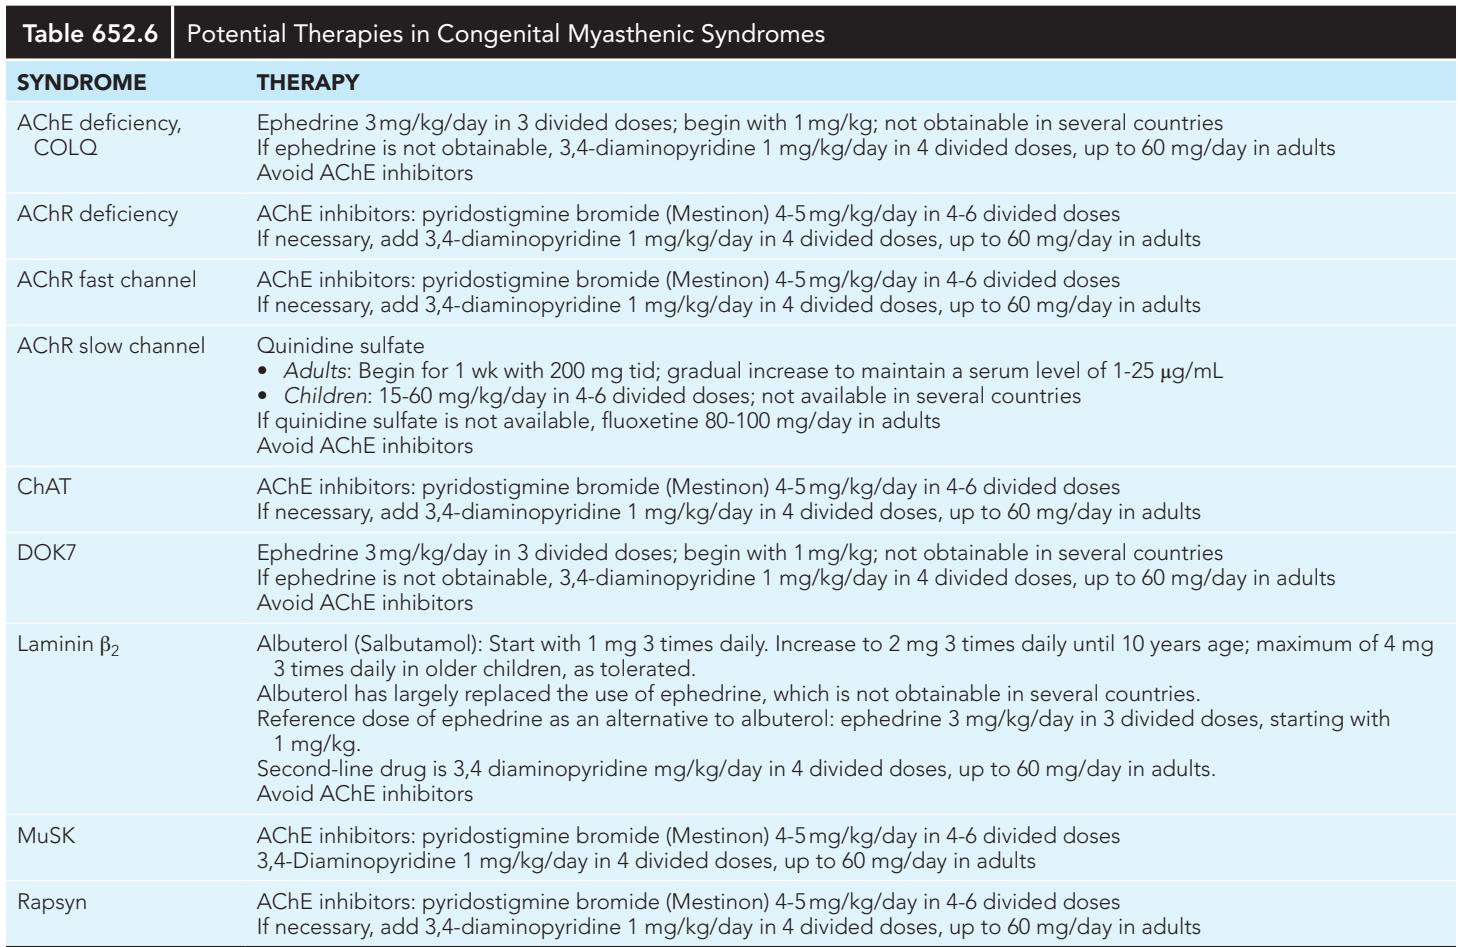 Table 652.6 Potential Therapies in Congenital Myasthenic Syndromes
SYNDROME THERAPY
AChE deficiency, Ephedrine 3 mg/kg/day in 3 divided doses; begin with 1 mg/kg; not obtainable in several countries
COLQ If ephedrine is not obtainable, 3,4-diaminopyridine 1 mg/kg/day in 4 divided doses, up to 60 mg/day in adults
Avoid AChE inhibitors
AChR deficiency AChE inhibitors: pyridostigmine bromide (Mestinon) 4-5 mg/kg/day in 4-6 divided doses
If necessary, add 3,4-diaminopyridine 1 mg/kg/day in 4 divided doses, up to 60 mg/day in adults
AChR fast channel AChE inhibitors: pyridostigmine bromide (Mestinon) 4-5 mg/kg/day in 4-6 divided doses
If necessary, add 3,4-diaminopyridine 1 mg/kg/day in 4 divided doses, up to 60 mg/day in adults
AChR slow channel Quinidine sulfate
• Adults: Begin for 1 wk with 200 mg tid; gradual increase to maintain a serum level of 1-25 μg/mL
• Children: 15-60 mg/kg/day in 4-6 divided doses; not available in several countries
If quinidine sulfate is not available, fluoxetine 80-100 mg/day in adults
Avoid AChE inhibitors
ChAT AChE inhibitors: pyridostigmine bromide (Mestinon) 4-5 mg/kg/day in 4-6 divided doses
If necessary, add 3,4-diaminopyridine 1 mg/kg/day in 4 divided doses, up to 60 mg/day in adults
DOK7 Ephedrine 3 mg/kg/day in 3 divided doses; begin with 1 mg/kg; not obtainable in several countries
If ephedrine is not obtainable, 3,4-diaminopyridine 1 mg/kg/day in 4 divided doses, up to 60 mg/day in adults
Avoid AChE inhibitors
Laminin β₂ Albuterol (Salbutamol): Start with 1 mg 3 times daily. Increase to 2 mg 3 times daily until 10 years age; maximum of 4 mg
3 times daily in older children, as tolerated.
Albuterol has largely replaced the use of ephedrine, which is not obtainable in several countries.
Reference dose of ephedrine as an alternative to albuterol: ephedrine 3 mg/kg/day in 3 divided doses, starting with
1 mg/kg.
Second-line drug is 3,4 diaminopyridine mg/kg/day in 4 divided doses, up to 60 mg/day in adults.
Avoid AChE inhibitors
MuSK AChE inhibitors: pyridostigmine bromide (Mestinon) 4-5 mg/kg/day in 4-6 divided doses
3,4-Diaminopyridine 1 mg/kg/day in 4 divided doses, up to 60 mg/day in adults
Rapsyn AChE inhibitors: pyridostigmine bromide (Mestinon) 4-5 mg/kg/day in 4-6 divided doses
If necessary, add 3,4-diaminopyridine 1 mg/kg/day in 4 divided doses, up to 60 mg/day in adults